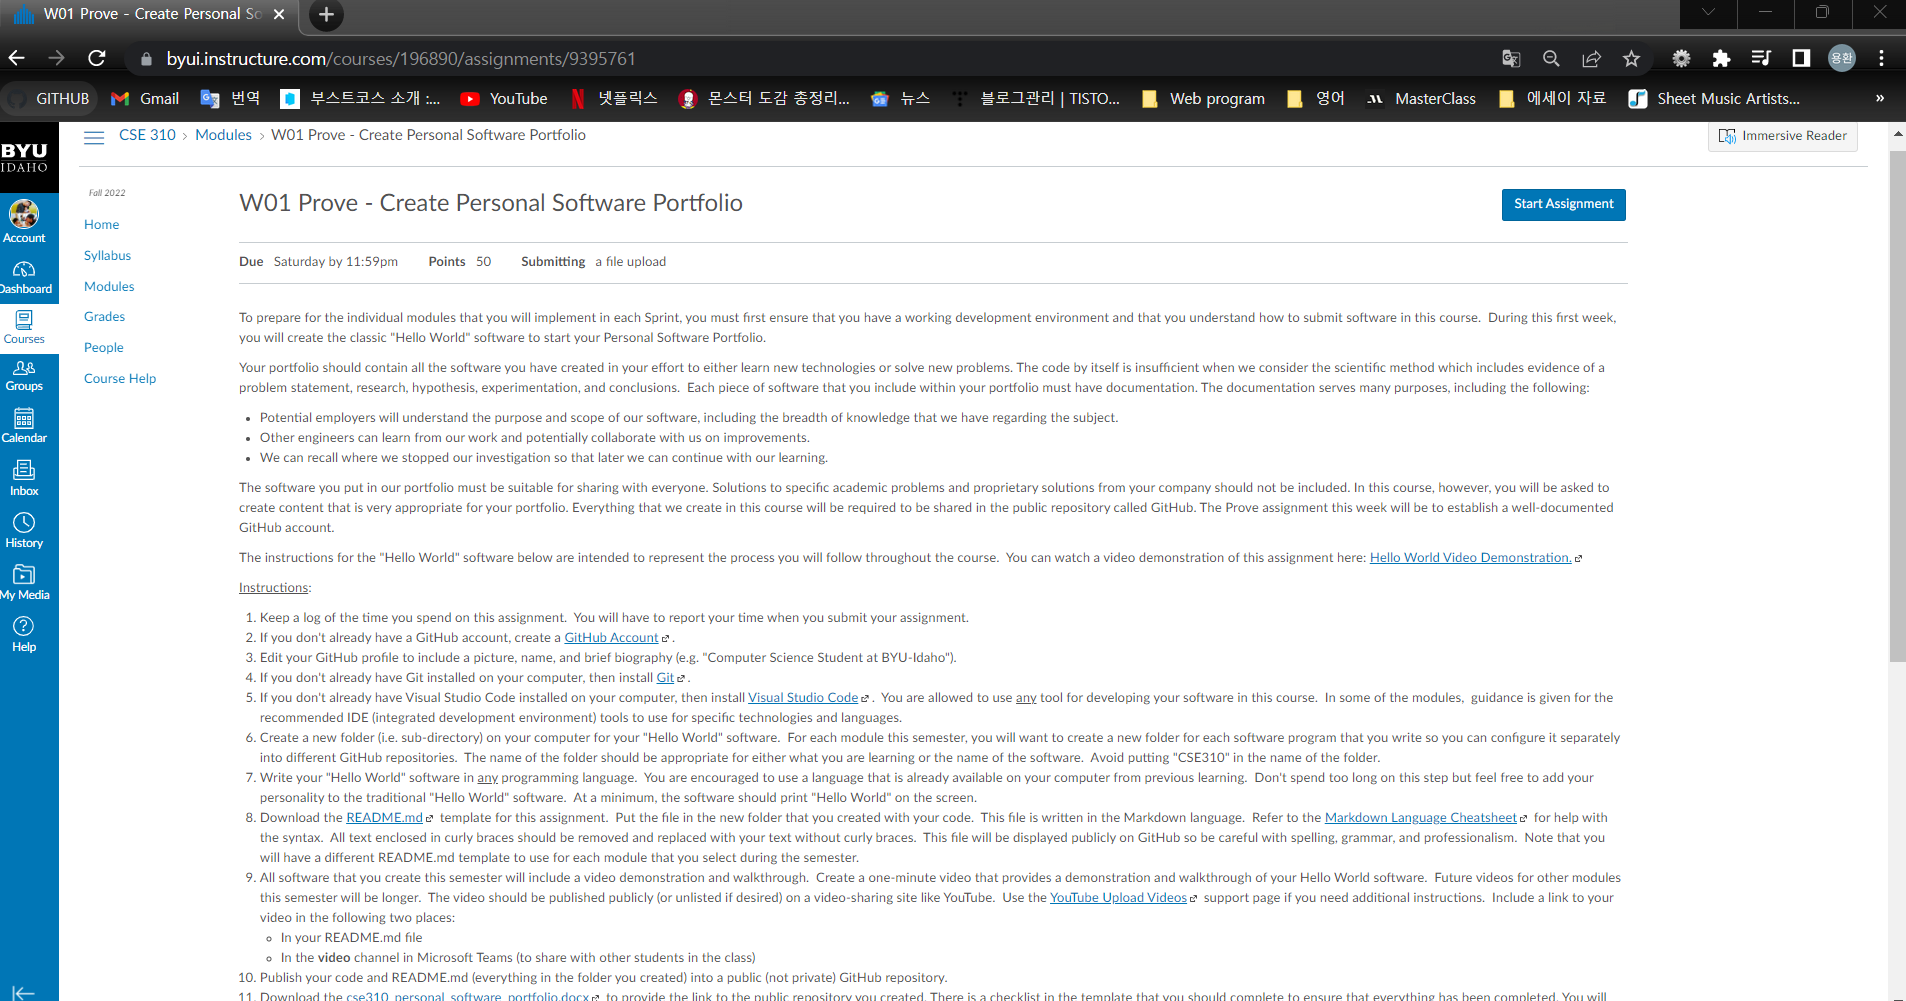 W01 Prove - Create Personal So
byui.instructure.com/courses/196890/assignments/9395761
용환
GITHUB
Gmail
번역
부스트코스 소개 :...
YouTube
넷플릭스
몬스터 도감 총정리...
뉴스
블로그관리 | TISTO...
Web program
영어
MasterClass
에세이 자료
Sheet Music Artists...
»
BYU
IDAHO
CSE 310 > Modules > W01 Prove - Create Personal Software Portfolio
Immersive Reader
Account
Dashboard
Courses
Groups
Calendar
Inbox
History
My Media
Help
Fall 2022
Home
Syllabus
Modules
Grades
People
Course Help
W01 Prove - Create Personal Software Portfolio
Start Assignment
Due Saturday by 11:59pm Points 50 Submitting a file upload
To prepare for the individual modules that you will implement in each Sprint, you must first ensure that you have a working development environment and that you understand how to submit software in this course. During this first week,
you will create the classic "Hello World" software to start your Personal Software Portfolio.
Your portfolio should contain all the software you have created in your effort to either learn new technologies or solve new problems. The code by itself is insufficient when we consider the scientific method which includes evidence of a
problem statement, research, hypothesis, experimentation, and conclusions. Each piece of software that you include within your portfolio must have documentation. The documentation serves many purposes, including the following:
• Potential employers will understand the purpose and scope of our software, including the breadth of knowledge that we have regarding the subject.
• Other engineers can learn from our work and potentially collaborate with us on improvements.
• We can recall where we stopped our investigation so that later we can continue with our learning.
The software you put in our portfolio must be suitable for sharing with everyone. Solutions to specific academic problems and proprietary solutions from your company should not be included. In this course, however, you will be asked to
create content that is very appropriate for your portfolio. Everything that we create in this course will be required to be shared in the public repository called GitHub. The Prove assignment this week will be to establish a well-documented
GitHub account.
The instructions for the "Hello World" software below are intended to represent the process you will follow throughout the course. You can watch a video demonstration of this assignment here: Hello World Video Demonstration.
Instructions:
1. Keep a log of the time you spend on this assignment. You will have to report your time when you submit your assignment.
2. If you don't already have a GitHub account, create a GitHub Account .
3. Edit your GitHub profile to include a picture, name, and brief biography (e.g. "Computer Science Student at BYU-Idaho").
4. If you don't already have Git installed on your computer, then install Git .
5. If you don't already have Visual Studio Code installed on your computer, then install Visual Studio Code . You are allowed to use any tool for developing your software in this course. In some of the modules, guidance is given for the
recommended IDE (integrated development environment) tools to use for specific technologies and languages.
6. Create a new folder (i.e. sub-directory) on your computer for your "Hello World" software. For each module this semester, you will want to create a new folder for each software program that you write so you can configure it separately
into different GitHub repositories. The name of the folder should be appropriate for either what you are learning or the name of the software. Avoid putting "CSE310" in the name of the folder.
7. Write your "Hello World" software in any programming language. You are encouraged to use a language that is already available on your computer from previous learning. Don't spend too long on this step but feel free to add your
personality to the traditional "Hello World" software. At a minimum, the software should print "Hello World" on the screen.
8. Download the README.md template for this assignment. Put the file in the new folder that you created with your code. This file is written in the Markdown language. Refer to the Markdown Language Cheatsheet for help with
the syntax. All text enclosed in curly braces should be removed and replaced with your text without curly braces. This file will be displayed publicly on GitHub so be careful with spelling, grammar, and professionalism. Note that you
will have a different README.md template to use for each module that you select during the semester.
9. All software that you create this semester will include a video demonstration and walkthrough. Create a one-minute video that provides a demonstration and walkthrough of your Hello World software. Future videos for other modules
this semester will be longer. The video should be published publicly (or unlisted if desired) on a video-sharing site like YouTube. Use the YouTube Upload Videos support page if you need additional instructions. Include a link to your
video in the following two places:
In your README.md file
In the video channel in Microsoft Teams (to share with other students in the class)
10. Publish your code and README.md (everything in the folder you created) into a public (not private) GitHub repository.
11. Download the cse310_personal_software_portfolio.docx to provide the link to the public repository you created. There is a checklist in the template that you should complete to ensure that everything has been completed. You will